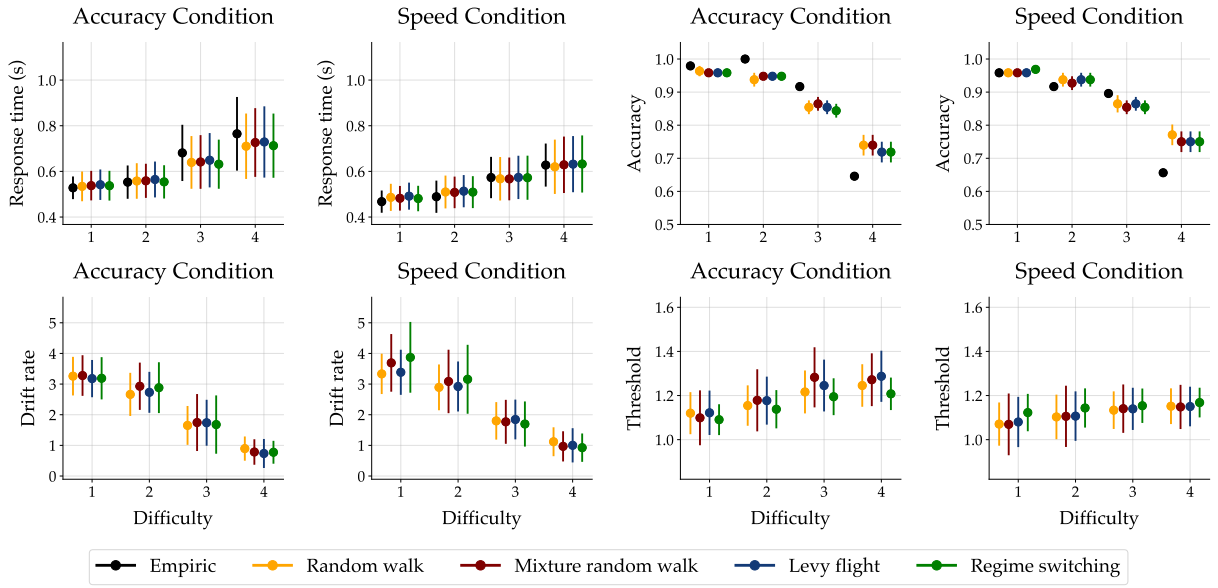 Accuracy Condition
Speed Condition
Accuracy Condition
Speed Condition
Response time (s)
1.0
0.8
0.6
0.4
1 2 3 4
Response time (s)
1.0
0.8
0.6
0.4
1 2 3 4
Accuracy
1.0
0.9
0.8
0.7
0.6
0.5
1 2 3 4
Accuracy
1.0
0.9
0.8
0.7
0.6
0.5
1 2 3 4
Accuracy Condition
Speed Condition
Accuracy Condition
Speed Condition
Drift rate
5
4
3
2
1
0
1 2 3 4
Difficulty
Drift rate
5
4
3
2
1
0
1 2 3 4
Difficulty
Threshold
1.6
1.4
1.2
1.0
1 2 3 4
Difficulty
Threshold
1.6
1.4
1.2
1.0
1 2 3 4
Difficulty
Empiric Random walk Mixture random walk Levy flight Regime switching